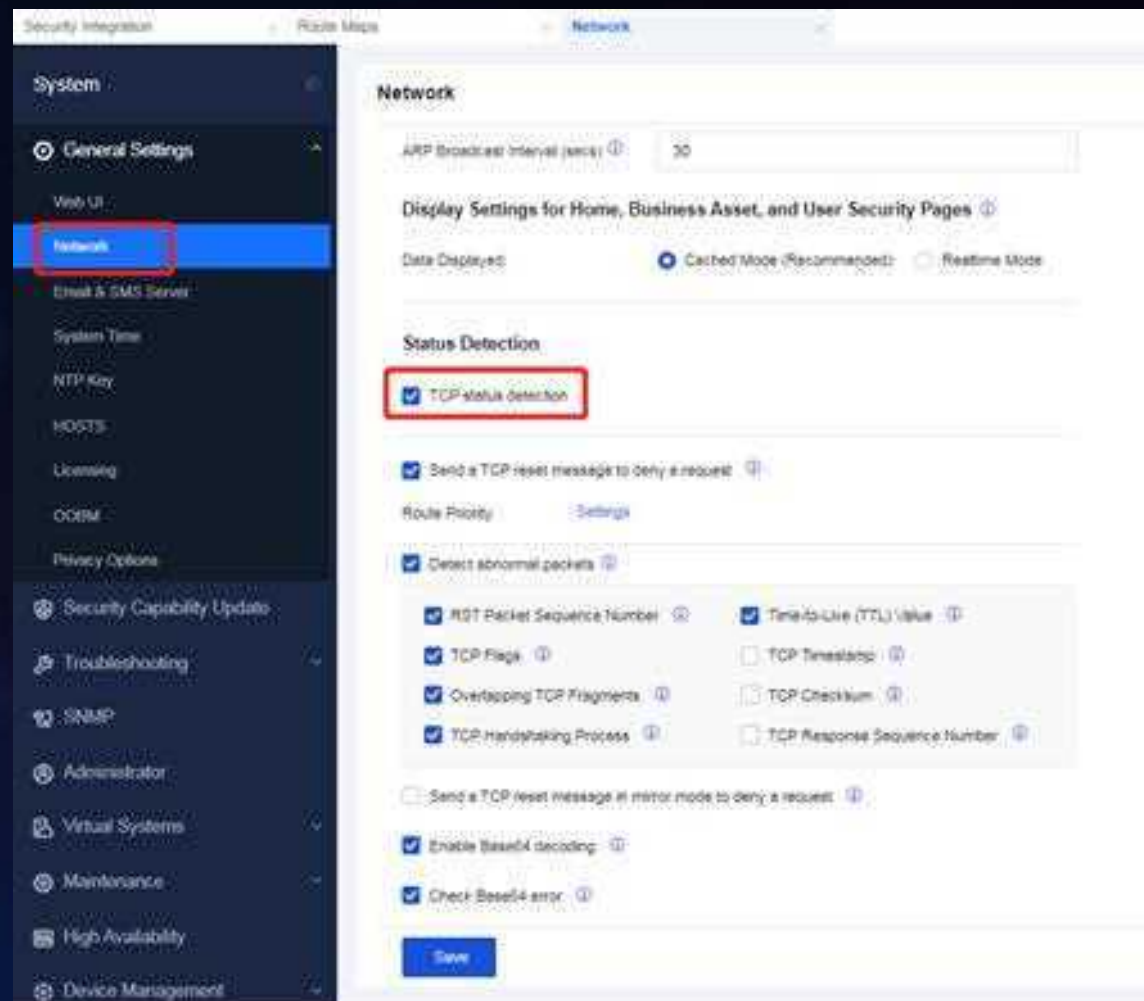 Security Integration
Route Maps
Network
System
General Settings
Web UI
Network
Email & SMS Server
System Time
NTP Key
HOSTS
Licensing
OOBM
Privacy Options
Security Capability Update
Troubleshooting
SNMP
Administrator
Virtual Systems
Maintenance
High Availability
Device Management
Network
ARP Broadcast Interval (secs) 30
Display Settings for Home, Business Asset, and User Security Pages
Data Displayed: Cached Mode (Recommended) Realtime Mode
Status Detection
TCP status detection
Send a TCP reset message to deny a request
Route Priority Settings
Detect abnormal packets
RST Packet Sequence Number Time-to-Live (TTL) Value
TCP Flags TCP Timestamp
Overlapping TCP Fragments TCP Checksum
TCP Handshaking Process TCP Response Sequence Number
Send a TCP reset message in mirror mode to deny a request
Enable Base64 decoding
Check Base64 error
Save